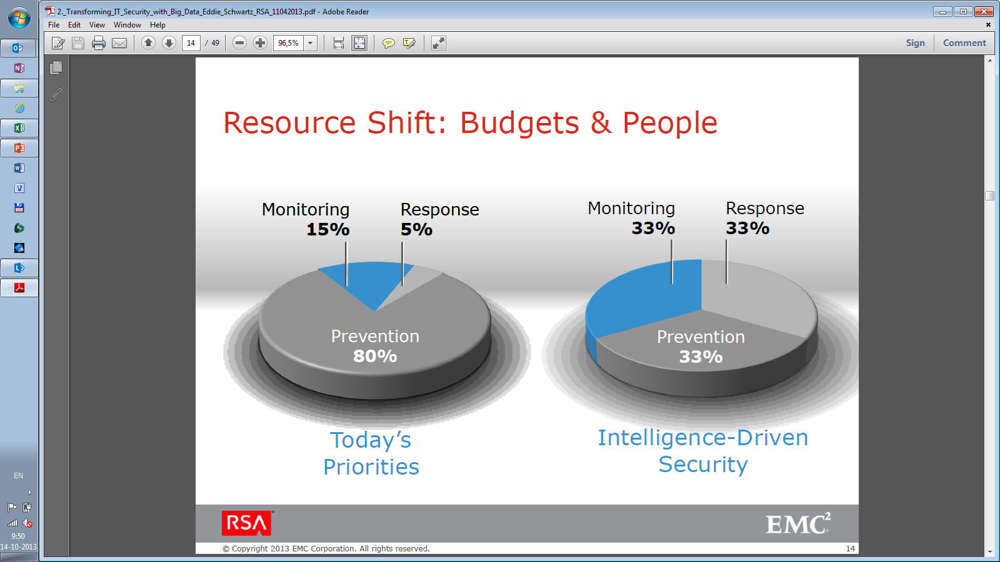 2._Transforming_IT_Security_with_Big_Data_Eddie_Schwartz_RSA_11042013.pdf - Adobe Reader
File Edit View Window Help
14 / 49 96,5% Sign Comment
Resource Shift: Budgets & People
Monitoring
15%
Response
5%
Prevention
80%
Today’s
Priorities
Monitoring
33%
Response
33%
Prevention
33%
Intelligence-Driven
Security
RSA®
EMC2®
© Copyright 2013 EMC Corporation. All rights reserved.
14
EN
9:50
14-10-2013